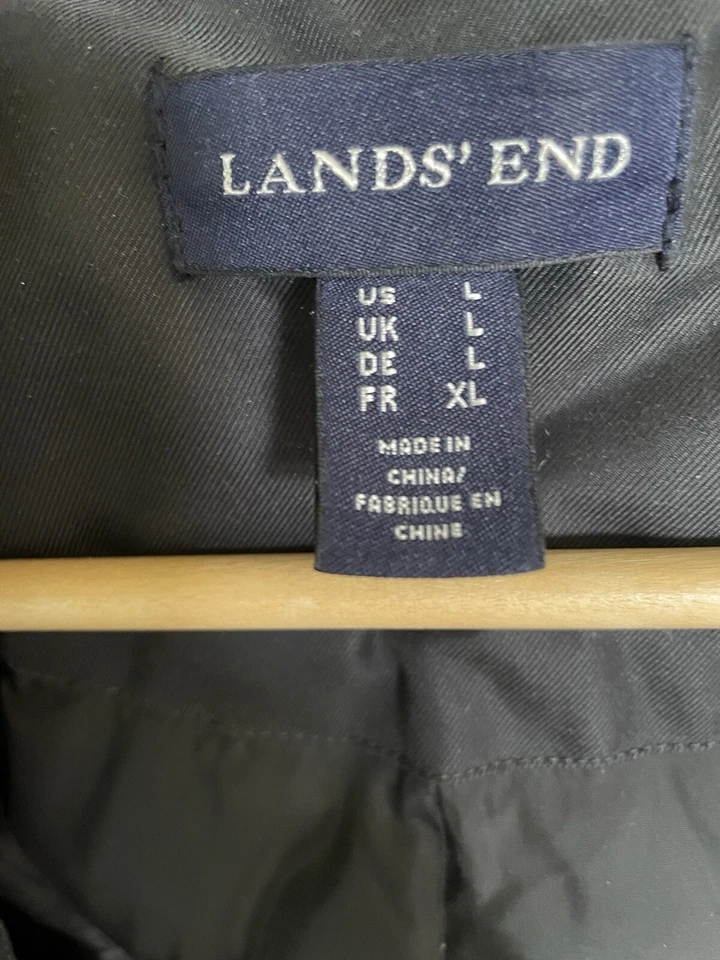 LANDS' END
US L
UK L
DE L
FR XL
MADE IN
CHINA/
FABRIQUE EN
CHINE